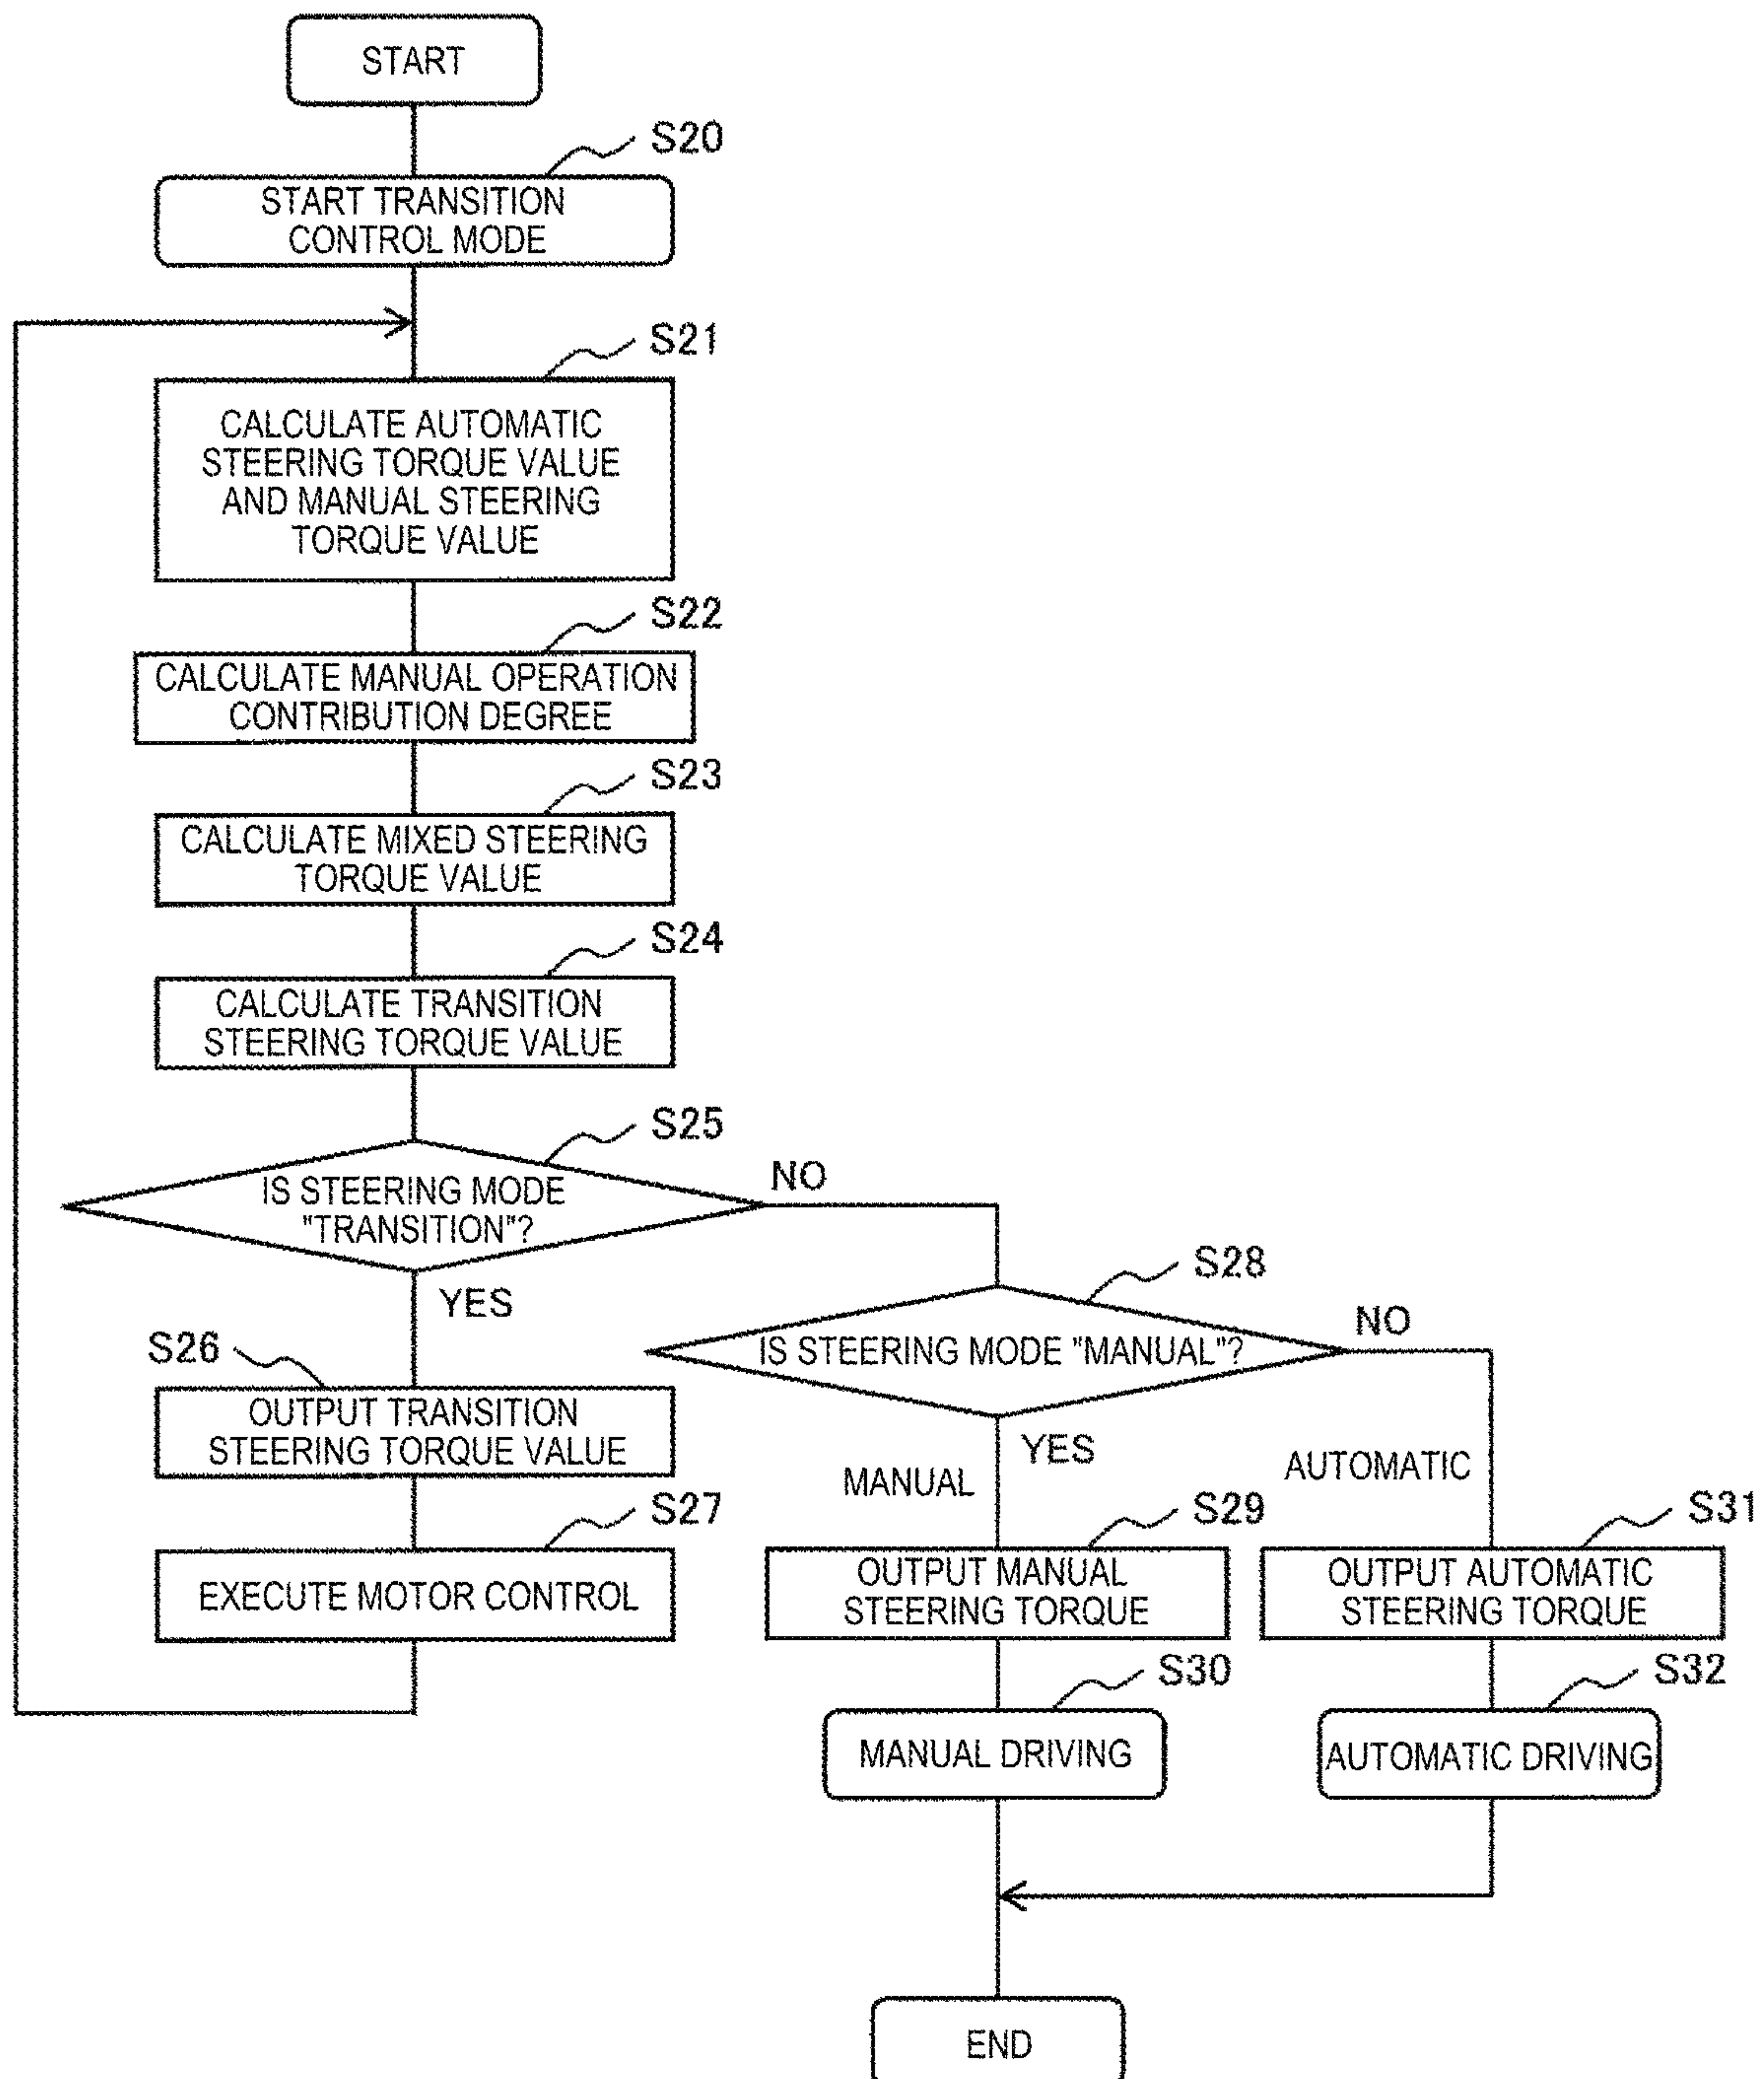 START
S20
START TRANSITION
CONTROL MODE
S21
CALCULATE AUTOMATIC
STEERING TORQUE VALUE
AND MANUAL STEERING
TORQUE VALUE
S22
CALCULATE MANUAL OPERATION
CONTRIBUTION DEGREE
S23
CALCULATE MIXED STEERING
TORQUE VALUE
S24
CALCULATE TRANSITION
STEERING TORQUE VALUE
S25
IS STEERING MODE
"TRANSITION"?
NO
YES
S26
OUTPUT TRANSITION
STEERING TORQUE VALUE
S27
EXECUTE MOTOR CONTROL
S28
IS STEERING MODE "MANUAL"?
NO
YES
MANUAL
AUTOMATIC
S29
OUTPUT MANUAL
STEERING TORQUE
S30
MANUAL DRIVING
S31
OUTPUT AUTOMATIC
STEERING TORQUE
S32
AUTOMATIC DRIVING
END